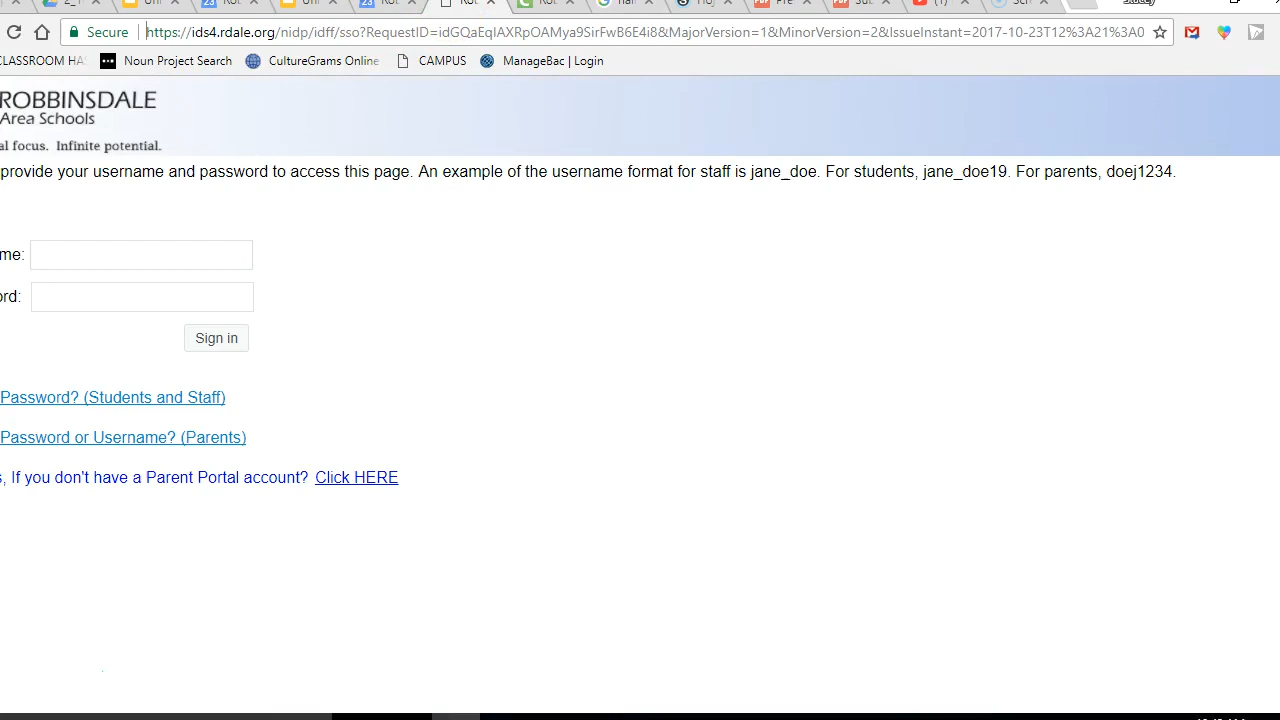 Secure https://ids4.rdale.org/nidp/idff/sso?RequestID=idGQaEqIAXRpOAMya9SirFwB6E4i8&MajorVersion=1&MinorVersion=2&IssueInstant=2017-10-23T12%3A21%3A0
CLASSROOM HA Noun Project Search CultureGrams Online CAMPUS ManageBac | Login
ROBBINSDALE
Area Schools
al focus. Infinite potential.
provide your username and password to access this page. An example of the username format for staff is jane_doe. For students, jane_doe19. For parents, doej1234.
me:
ord:
Sign in
Password? (Students and Staff)
Password or Username? (Parents)
s, If you don't have a Parent Portal account? Click HERE